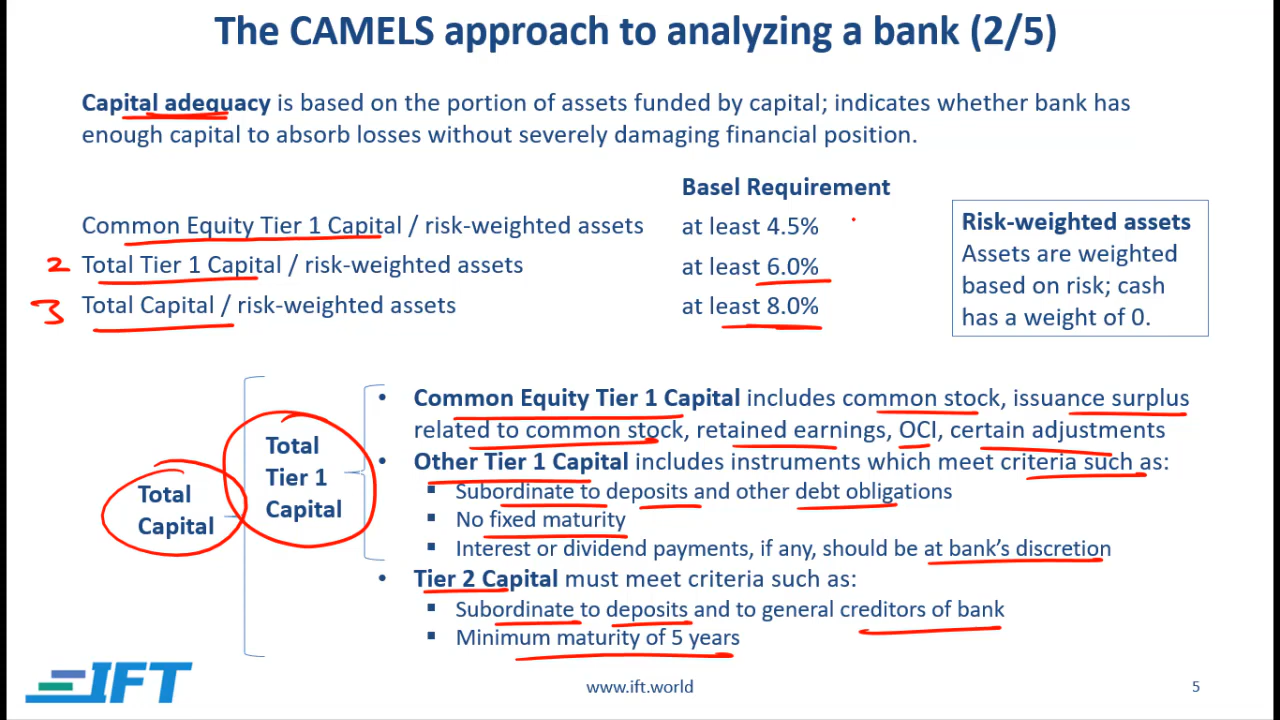 The CAMELS approach to analyzing a bank (2/5)
Capital adequacy is based on the portion of assets funded by capital; indicates whether bank has
enough capital to absorb losses without severely damaging financial position.
Basel Requirement
Common Equity Tier 1 Capital / risk-weighted assets at least 4.5%
2 Total Tier 1 Capital / risk-weighted assets at least 6.0%
3 Total Capital / risk-weighted assets at least 8.0%
Risk-weighted assets
Assets are weighted
based on risk; cash
has a weight of 0.
Total
Capital
Total
Tier 1
Capital
• Common Equity Tier 1 Capital includes common stock, issuance surplus
related to common stock, retained earnings, OCI, certain adjustments
• Other Tier 1 Capital includes instruments which meet criteria such as:
▪ Subordinate to deposits and other debt obligations
▪ No fixed maturity
▪ Interest or dividend payments, if any, should be at bank's discretion
• Tier 2 Capital must meet criteria such as:
▪ Subordinate to deposits and to general creditors of bank
▪ Minimum maturity of 5 years
IFT
www.ift.world
5